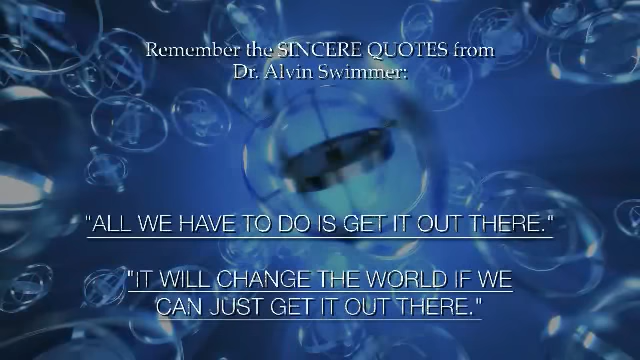 Remember the SINCERE QUOTES from
Dr. Alvin Swimmer:
"ALL WE HAVE TO DO IS GET IT OUT THERE."
"IT WILL CHANGE THE WORLD IF WE
CAN JUST GET IT OUT THERE."